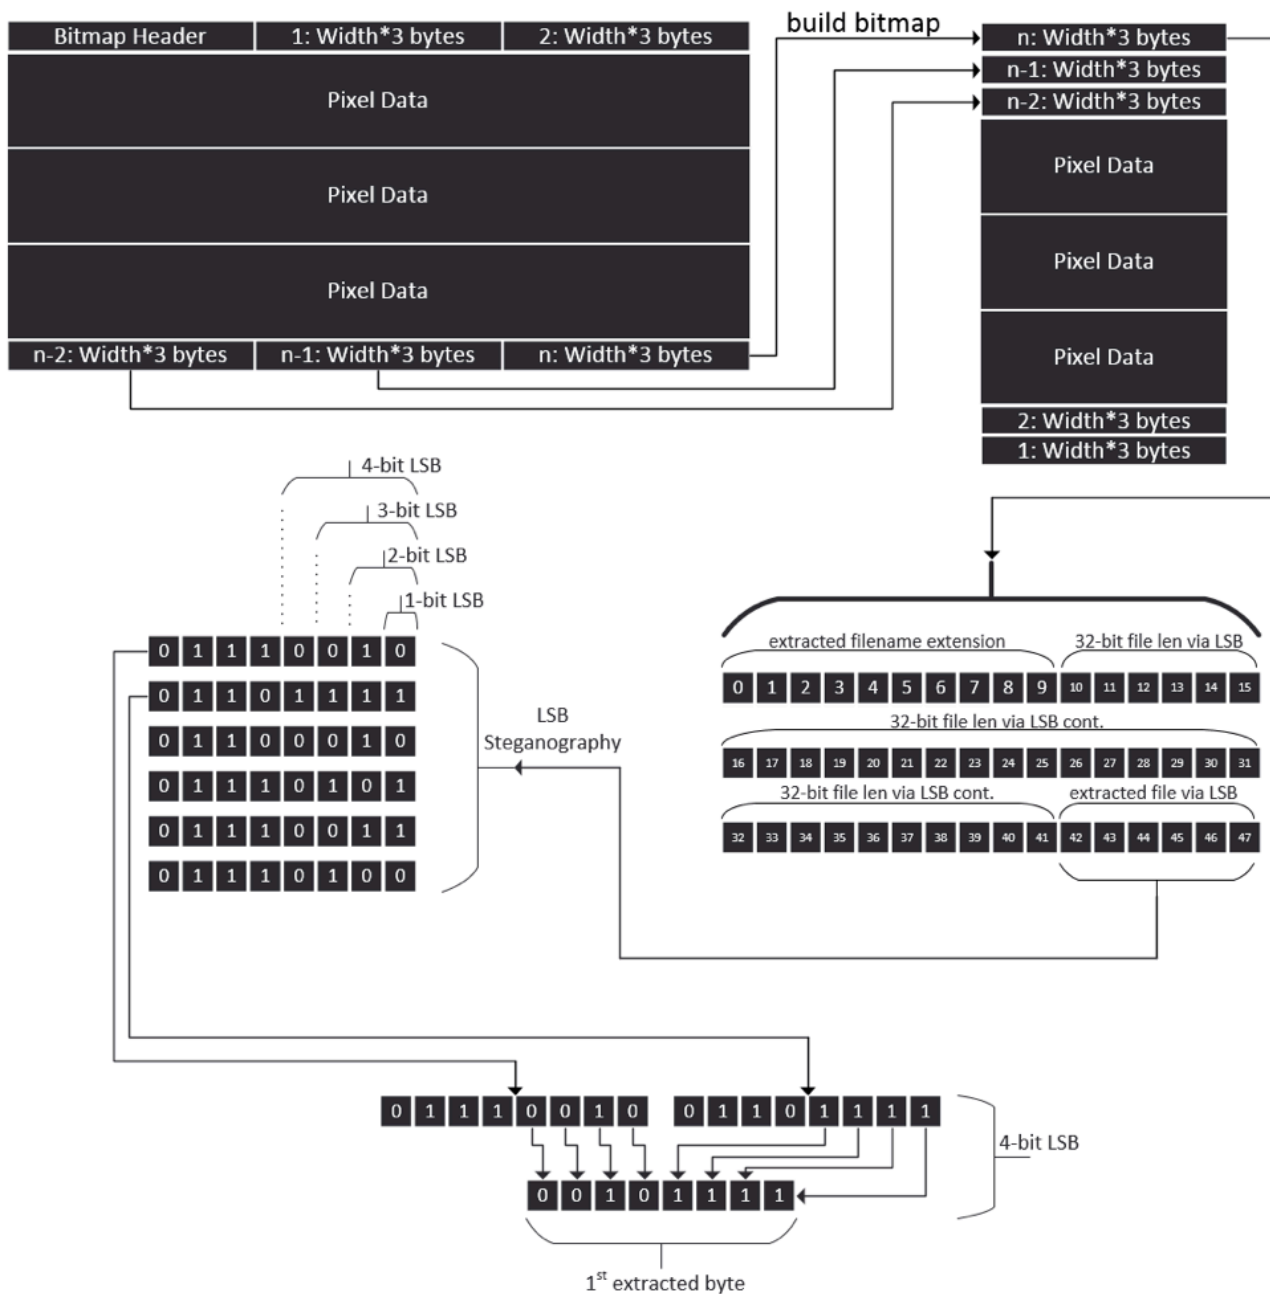 Bitmap Header 1: Width*3 bytes 2: Width*3 bytes
Pixel Data
Pixel Data
Pixel Data
n-2: Width*3 bytes n-1: Width*3 bytes n: Width*3 bytes
build bitmap
n: Width*3 bytes
n-1: Width*3 bytes
n-2: Width*3 bytes
Pixel Data
Pixel Data
Pixel Data
2: Width*3 bytes
1: Width*3 bytes
4-bit LSB
3-bit LSB
2-bit LSB
1-bit LSB
0 1 1 1 0 0 1 0
0 1 1 0 1 1 1 1
0 1 1 0 0 0 1 0
0 1 1 1 0 1 0 1
0 1 1 1 0 0 1 1
0 1 1 1 0 1 0 0
LSB
Steganography
extracted filename extension 32-bit file len via LSB
0 1 2 3 4 5 6 7 8 9 10 11 12 13 14 15
32-bit file len via LSB cont.
16 17 18 19 20 21 22 23 24 25 26 27 28 29 30 31
32-bit file len via LSB cont. extracted file via LSB
32 33 34 35 36 37 38 39 40 41 42 43 44 45 46 47
0 1 1 1 0 0 1 0 0 1 1 0 1 1 1 1
4-bit LSB
0 0 1 0 1 1 1 1
1st extracted byte